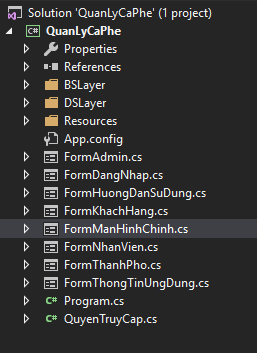 Solution 'QuanLyCaPhe' (1 project)
C# QuanLyCaPhe
Properties
References
BSLayer
DSLayer
Resources
App.config
FormAdmin.cs
FormDangNhap.cs
FormHuongDanSuDung.cs
FormKhachHang.cs
FormManHinhChinh.cs
FormNhanVien.cs
FormThanhPho.cs
FormThongTinUngDung.cs
C# Program.cs
C# QuyenTruyCap.cs